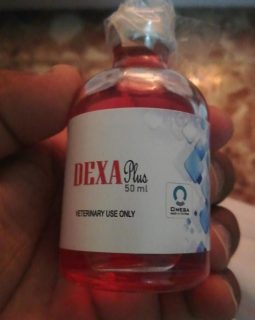 DEXA Plus
50 ml
VETERINARY USE ONLY
OMEGA